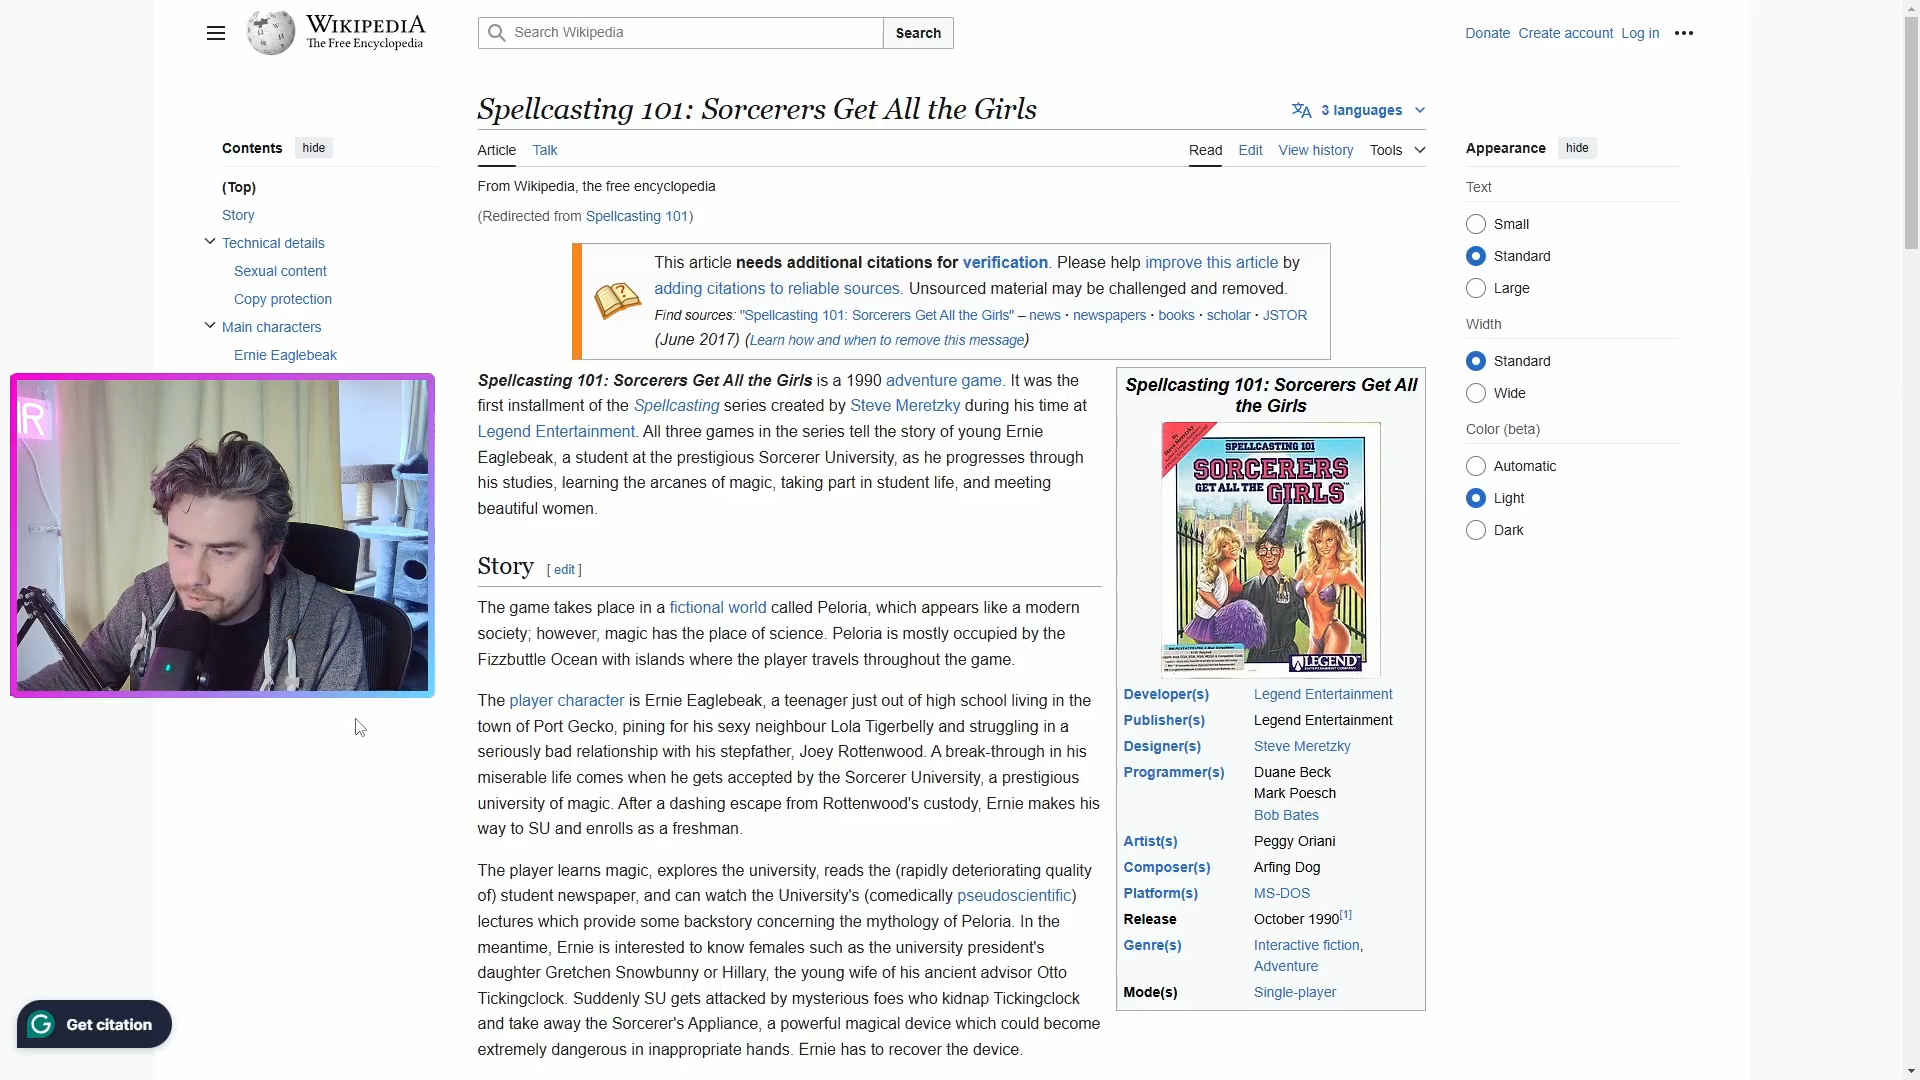 WIKIPEDIA
The Free Encyclopedia
Search Wikipedia
Search
Donate Create account Log in
Spellcasting 101: Sorcerers Get All the Girls
3 languages
Article Talk
Read Edit View history Tools
From Wikipedia, the free encyclopedia
(Redirected from Spellcasting 101)
Contents hide
(Top)
Story
Technical details
Sexual content
Copy protection
Main characters
Ernie Eaglebeak
This article needs additional citations for verification. Please help improve this article by
adding citations to reliable sources. Unsourced material may be challenged and removed.
Find sources: "Spellcasting 101: Sorcerers Get All the Girls" – news · newspapers · books · scholar · JSTOR
(June 2017) (Learn how and when to remove this message)
Spellcasting 101: Sorcerers Get All the Girls is a 1990 adventure game. It was the
first installment of the Spellcasting series created by Steve Meretzky during his time at
Legend Entertainment. All three games in the series tell the story of young Ernie
Eaglebeak, a student at the prestigious Sorcerer University, as he progresses through
his studies, learning the arcanes of magic, taking part in student life, and meeting
beautiful women.
Story [ edit ]
The game takes place in a fictional world called Peloria, which appears like a modern
society; however, magic has the place of science. Peloria is mostly occupied by the
Fizzbuttle Ocean with islands where the player travels throughout the game.
The player character is Ernie Eaglebeak, a teenager just out of high school living in the
town of Port Gecko, pining for his sexy neighbour Lola Tigerbelly and struggling in a
seriously bad relationship with his stepfather, Joey Rottenwood. A break-through in his
miserable life comes when he gets accepted by the Sorcerer University, a prestigious
university of magic. After a dashing escape from Rottenwood's custody, Ernie makes his
way to SU and enrolls as a freshman.
The player learns magic, explores the university, reads the (rapidly deteriorating quality
of) student newspaper, and can watch the University's (comedically pseudoscientific)
lectures which provide some backstory concerning the mythology of Peloria. In the
meantime, Ernie is interested to know females such as the university president's
daughter Gretchen Snowbunny or Hillary, the young wife of his ancient advisor Otto
Tickingclock. Suddenly SU gets attacked by mysterious foes who kidnap Tickingclock
and take away the Sorcerer's Appliance, a powerful magical device which could become
extremely dangerous in inappropriate hands. Ernie has to recover the device.
Spellcasting 101: Sorcerers Get All
the Girls
By
Steve Meretzky
SPELLCASTING 101
SORCERERS
GET ALL THE GIRLS™
LEGEND
Developer(s) Legend Entertainment
Publisher(s) Legend Entertainment
Designer(s) Steve Meretzky
Programmer(s) Duane Beck
Mark Poesch
Bob Bates
Artist(s) Peggy Oriani
Composer(s) Arfing Dog
Platform(s) MS-DOS
Release October 1990[1]
Genre(s) Interactive fiction,
Adventure
Mode(s) Single-player
Appearance hide
Text
Small
Standard
Large
Width
Standard
Wide
Color (beta)
Automatic
Light
Dark
R
Get citation